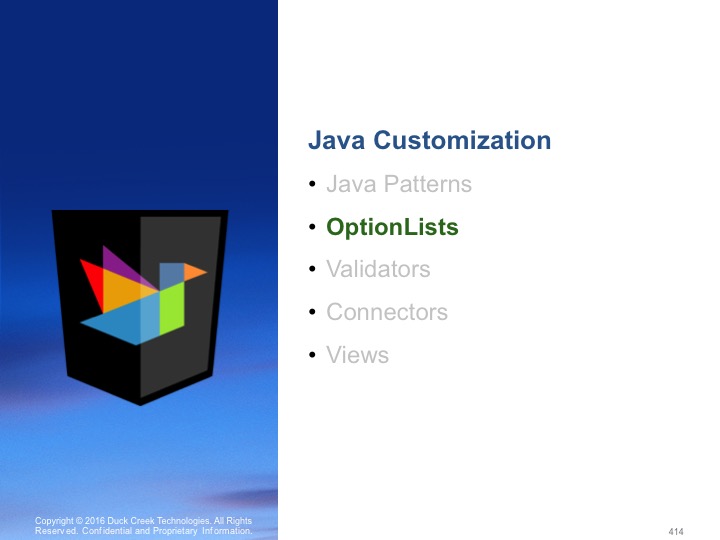 Java Customization
• Java Patterns
• OptionLists
• Validators
• Connectors
• Views
Copyright © 2016 Duck Creek Technologies. All Rights
Reserved. Confidential and Proprietary Information.
414